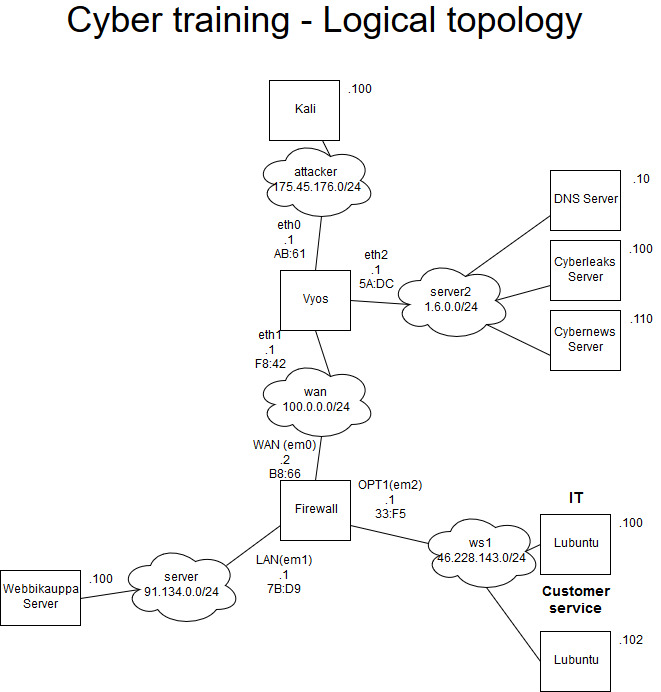 Cyber training - Logical topology
.100
Kali
attacker
175.45.176.0/24
eth0
.1
AB:61
eth2
.1
5A:DC
Vyos
server2
1.6.0.0/24
.10
DNS Server
.100
Cyberleaks
Server
.110
Cybernews
Server
eth1
.1
F8:42
wan
100.0.0.0/24
WAN (em0)
.2
B8:66
Firewall
OPT1(em2)
.1
33:F5
LAN(em1)
.1
7B:D9
server
91.134.0.0/24
.100
Webbikauppa
Server
ws1
46.228.143.0/24
IT
.100
Lubuntu
Customer
service
.102
Lubuntu